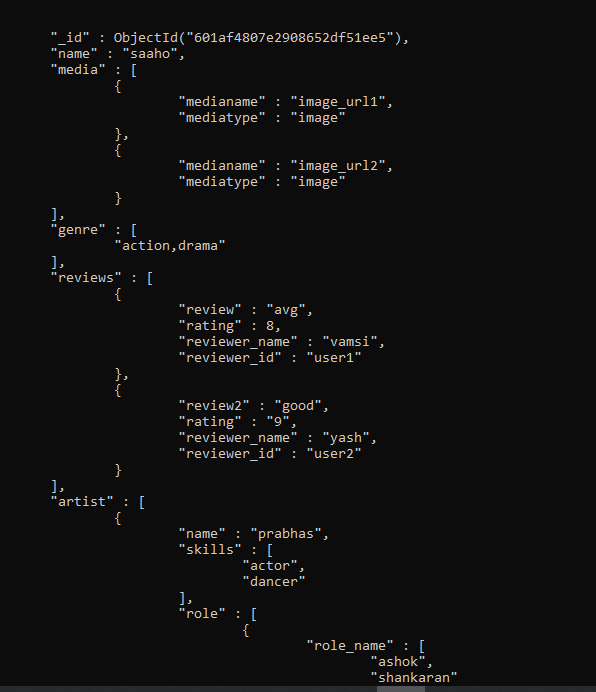 "_id" : ObjectId("601af4807e2908652df51ee5"),
"name" : "saaho",
"media" : [
{
"medianame" : "image_url1",
"mediatype" : "image"
},
{
"medianame" : "image_url2",
"mediatype" : "image"
}
],
"genre" : [
"action,drama"
],
"reviews" : [
{
"review" : "avg",
"rating" : 8,
"reviewer_name" : "vamsi",
"reviewer_id" : "user1"
},
{
"review2" : "good",
"rating" : "9",
"reviewer_name" : "yash",
"reviewer_id" : "user2"
}
],
"artist" : [
{
"name" : "prabhas",
"skills" : [
"actor",
"dancer"
],
"role" : [
{
"role_name" : [
"ashok",
"shankaran"